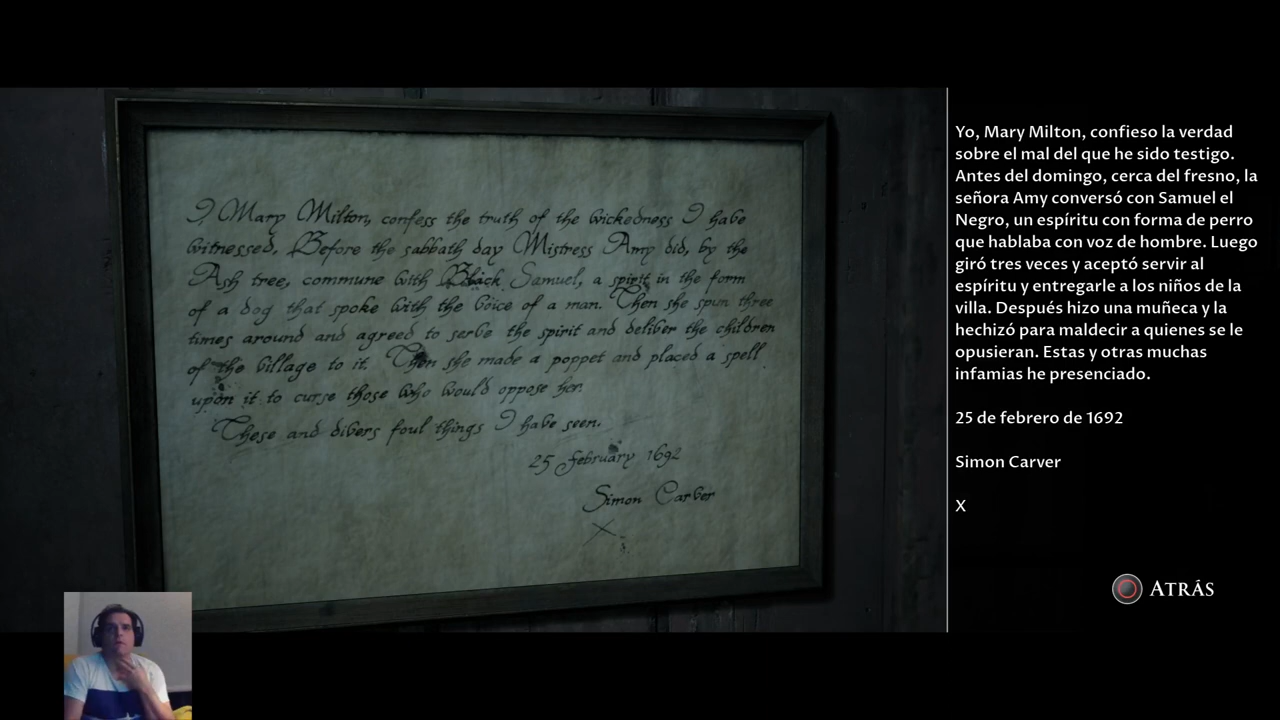 I Mary Milton, confess the truth of the wickedness I have
witnessed. Before the sabbath day Mistress Amy did, by the
Ash tree, commune with Black Samuel, a spirit in the form
of a dog that spoke with the voice of a man. Then she spun three
times around and agreed to serve the spirit and deliver the children
of the village to it. Then she made a poppet and placed a spell
upon it to curse those who would oppose her.
These and divers foul things I have seen.
25 February 1692
Simon Carver
X
Yo, Mary Milton, confieso la verdad
sobre el mal del que he sido testigo.
Antes del domingo, cerca del fresno, la
señora Amy conversó con Samuel el
Negro, un espíritu con forma de perro
que hablaba con voz de hombre. Luego
giró tres veces y aceptó servir al
espíritu y entregarle a los niños de la
villa. Después hizo una muñeca y la
hechizó para maldecir a quienes se le
opusieran. Estas y otras muchas
infamias he presenciado.
25 de febrero de 1692
Simon Carver
X
ATRÁS